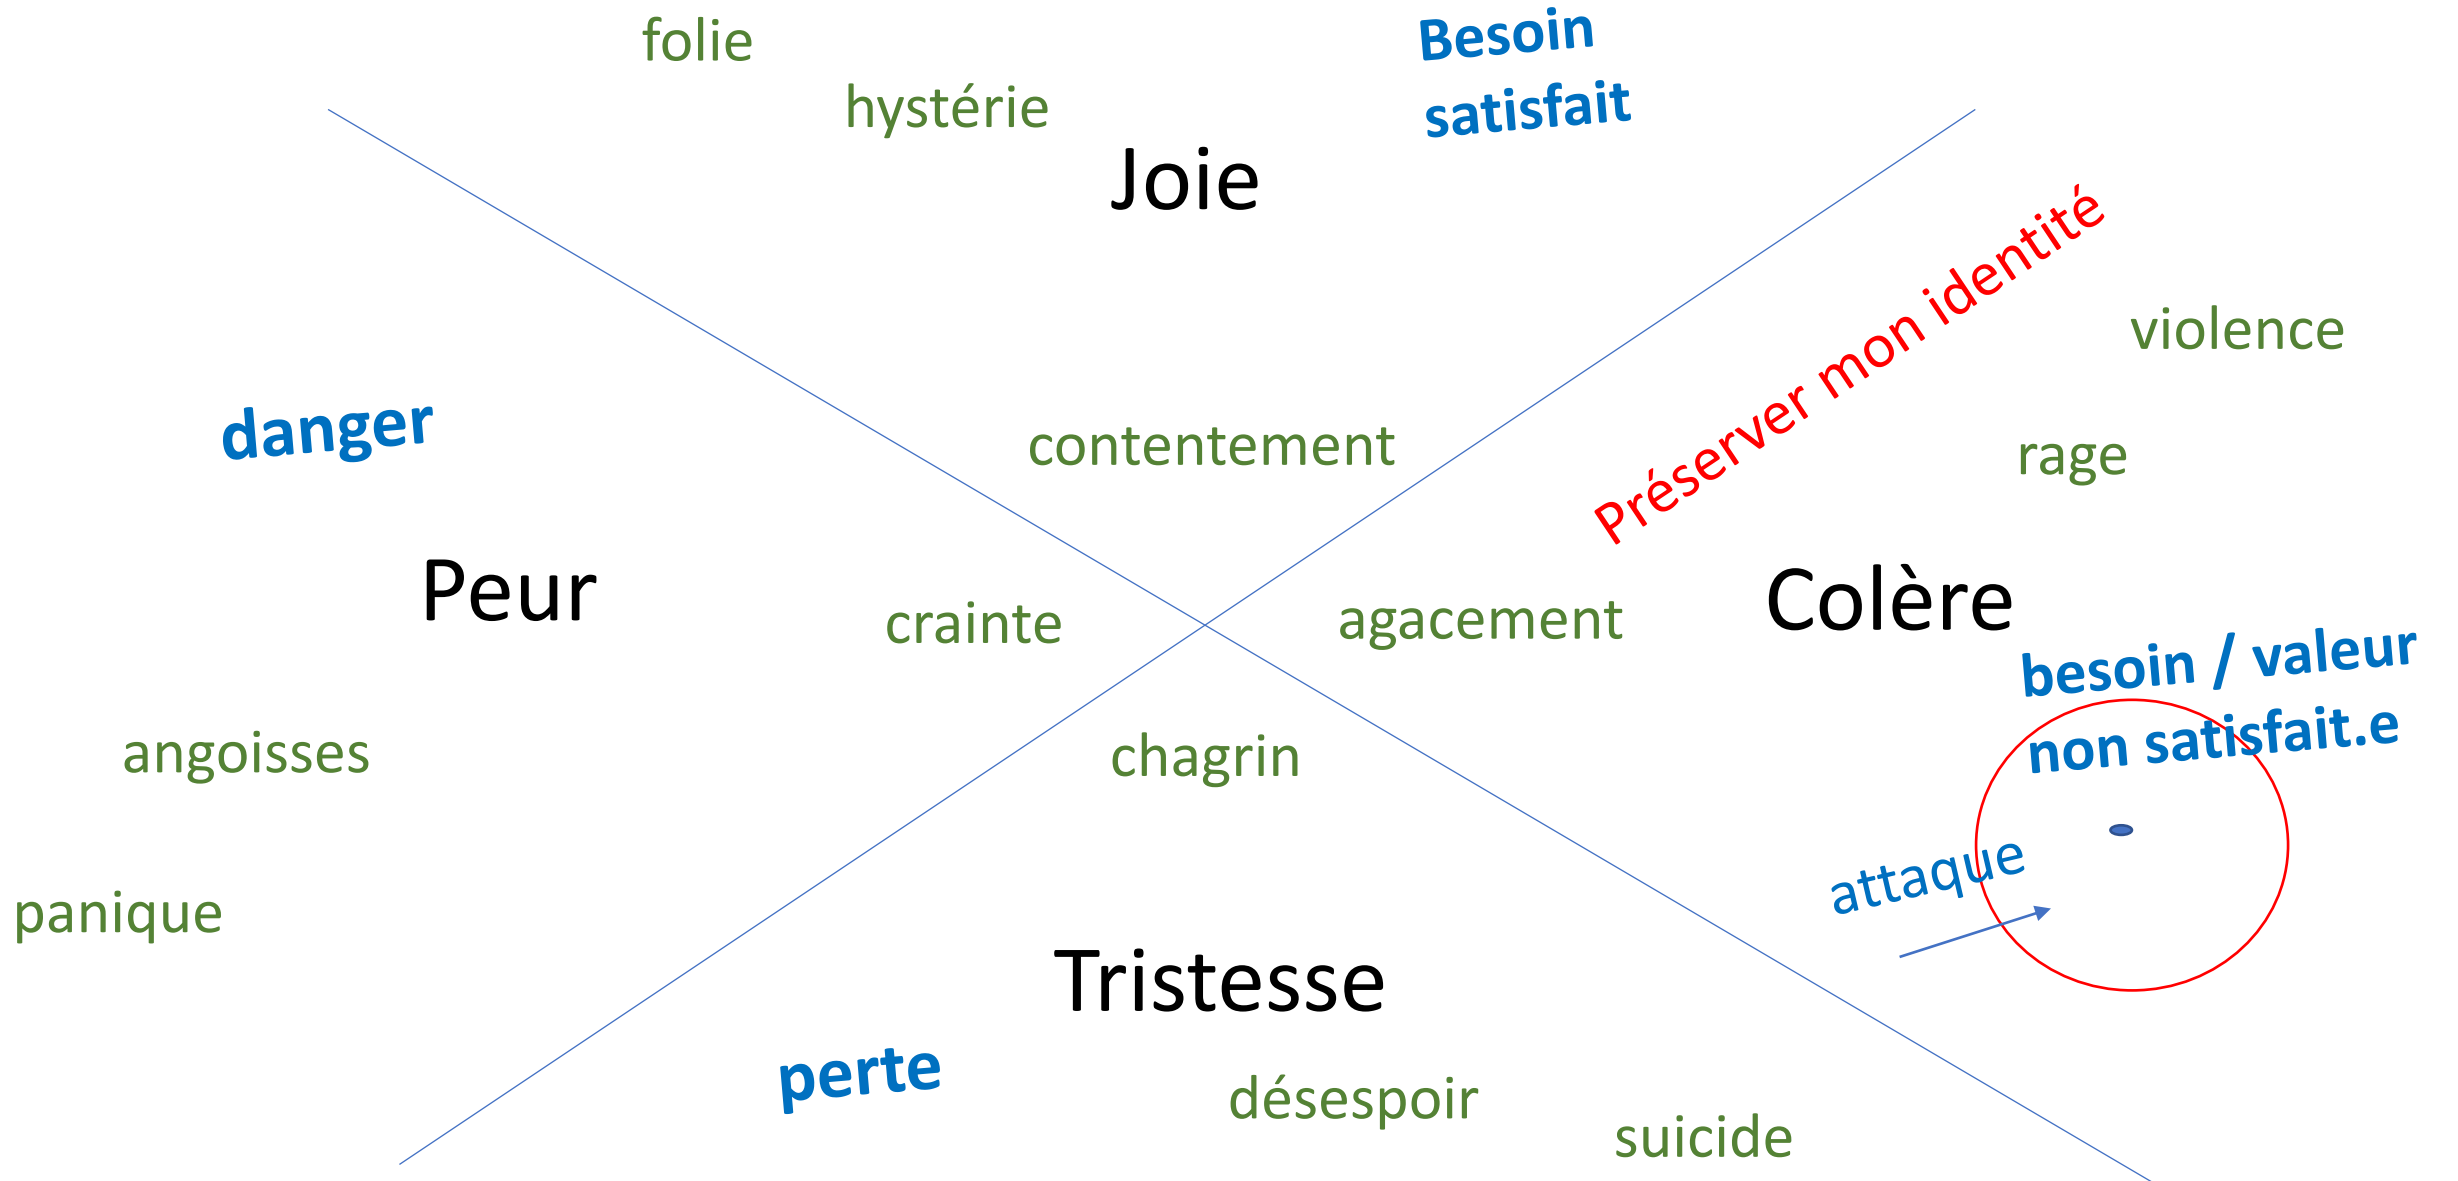 folie
hystérie
Besoin
satisfait
Joie
Préserver mon identité
violence
danger
contentement
rage
Peur
crainte
agacement
Colère
besoin / valeur
non satisfait.e
angoisses
chagrin
attaque
panique
Tristesse
perte
désespoir
suicide